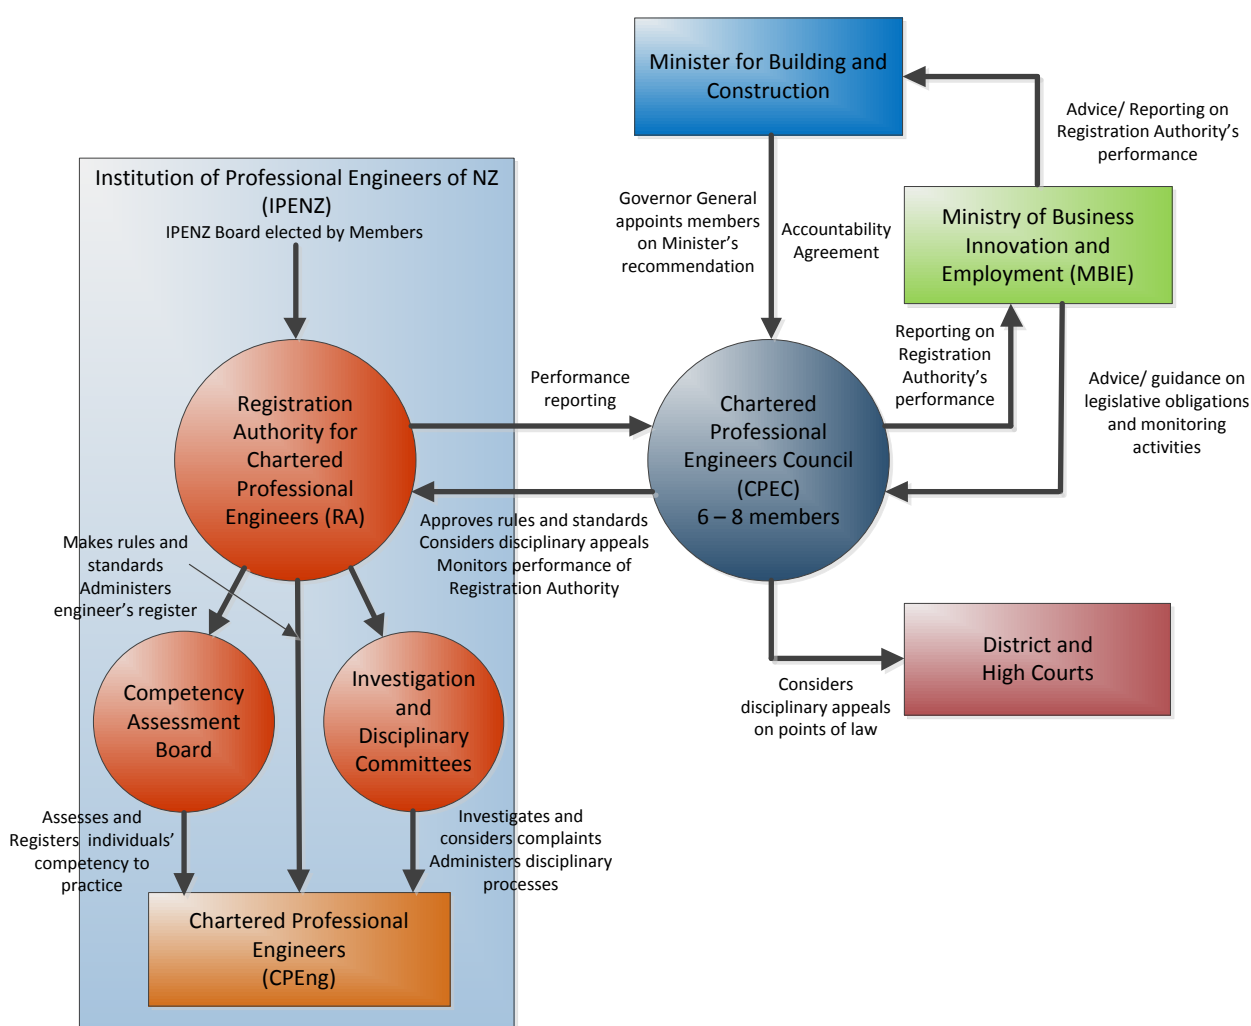 Minister for Building and
Construction
Advice/ Reporting on
Registration Authority's
performance
Institution of Professional Engineers of NZ
(IPENZ)
IPENZ Board elected by Members
Governor General
appoints members
on Minister's
recommendation
Accountability
Agreement
Ministry of Business
Innovation and
Employment (MBIE)
Reporting on
Registration
Authority's
performance
Advice/ guidance on
legislative obligations
and monitoring
activities
Registration
Authority for
Chartered
Professional
Engineers (RA)
Performance
reporting
Chartered
Professional
Engineers Council
(CPEC)
6 – 8 members
Approves rules and standards
Considers disciplinary appeals
Monitors performance of
Registration Authority
Makes rules and
standards
Administers
engineer's register
Competency
Assessment
Board
Investigation
and
Disciplinary
Committees
District and
High Courts
Considers
disciplinary appeals
on points of law
Assesses and
Registers individuals'
competency to
practice
Investigates and
considers complaints
Administers disciplinary
processes
Chartered Professional
Engineers
(CPEng)